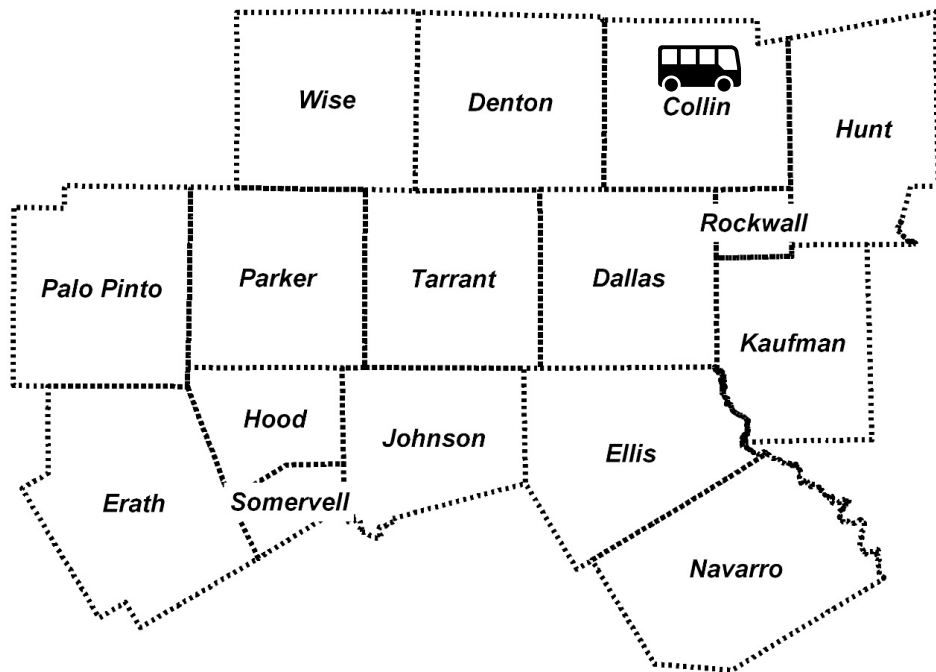 Wise
Denton
Collin
Hunt
Rockwall
Palo Pinto
Parker
Tarrant
Dallas
Kaufman
Hood
Johnson
Ellis
Erath
Somervell
Navarro